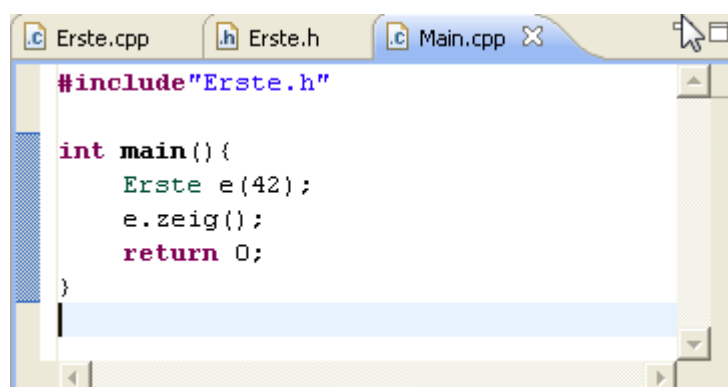 .c Erste.cpp .h Erste.h .c Main.cpp
#include"Erste.h"
int main(){
Erste e(42);
e.zeig();
return 0;
}